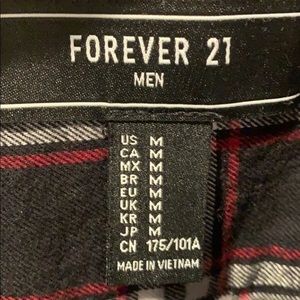 FOREVER 21
MEN
US M
CA M
MX M
BR M
EU M
UK M
KR M
JP M
CN 175/101A
MADE IN VIETNAM